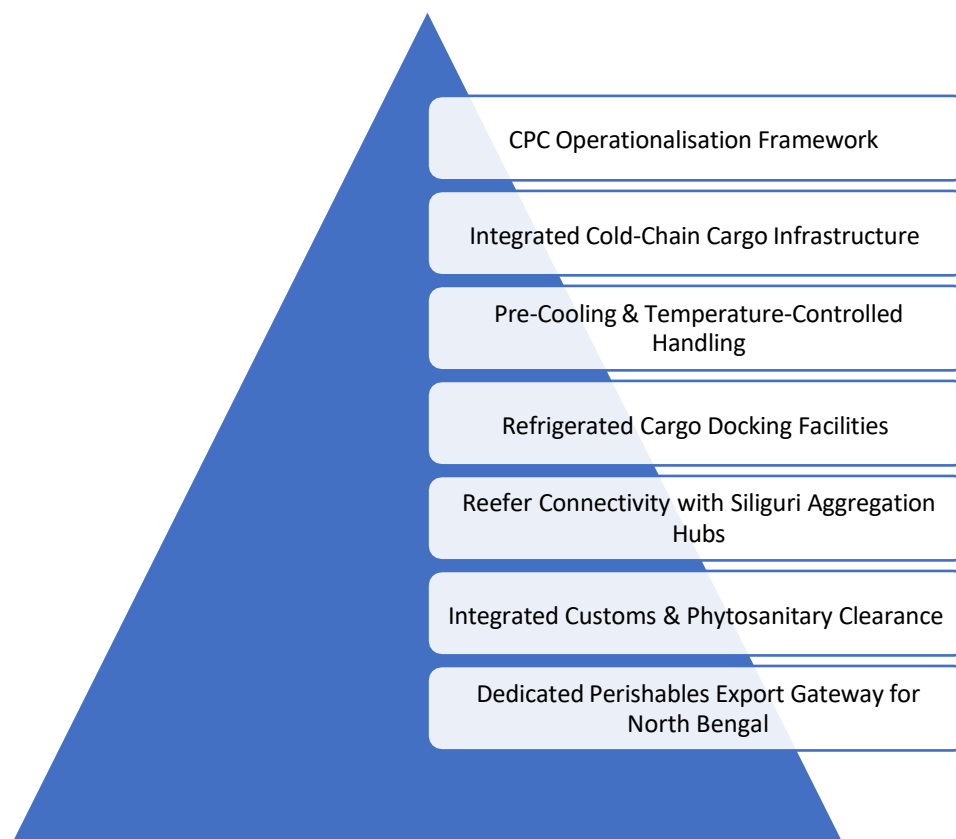 CPC Operationalisation Framework
Integrated Cold-Chain Cargo Infrastructure
Pre-Cooling & Temperature-Controlled
Handling
Refrigerated Cargo Docking Facilities
Reefer Connectivity with Siliguri Aggregation
Hubs
Integrated Customs & Phytosanitary Clearance
Dedicated Perishables Export Gateway for
North Bengal